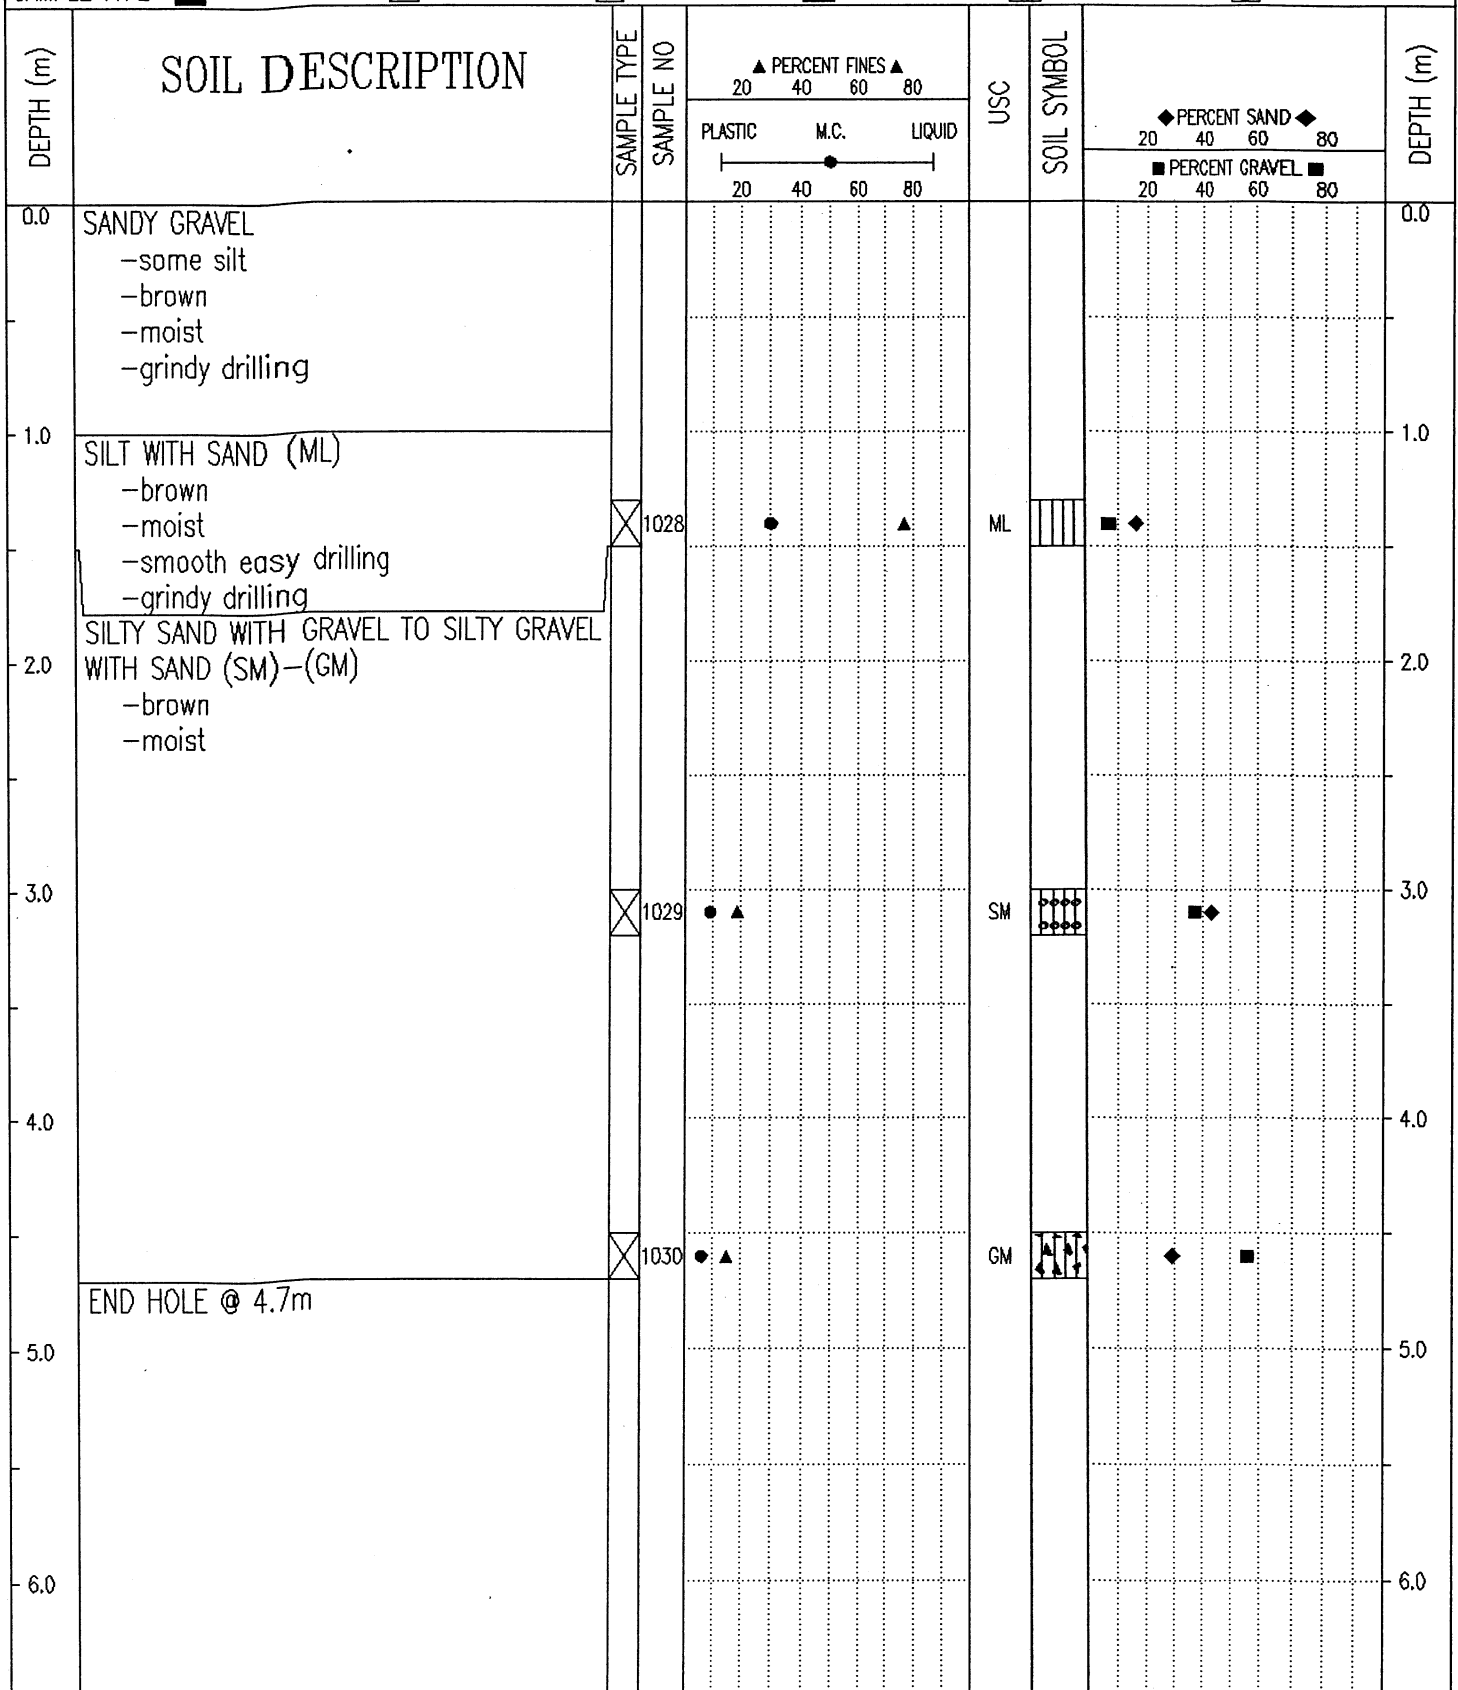 DEPTH (m)
SOIL DESCRIPTION
SAMPLE TYPE
SAMPLE NO
▲ PERCENT FINES ▲
20 40 60 80
PLASTIC M.C. LIQUID
20 40 60 80
USC
SOIL SYMBOL
◆ PERCENT SAND ◆
20 40 60 80
■ PERCENT GRAVEL ■
20 40 60 80
DEPTH (m)
0.0 SANDY GRAVEL 0.0
-some silt
-brown
-moist
-grindy drilling
1.0 1.0
SILT WITH SAND (ML)
-brown
-moist 1028 ML
-smooth easy drilling
-grindy drilling
SILTY SAND WITH GRAVEL TO SILTY GRAVEL
2.0 WITH SAND (SM)-(GM) 2.0
-brown
-moist
3.0 3.0
1029 SM
4.0 4.0
1030 GM
END HOLE @ 4.7m
5.0 5.0
6.0 6.0